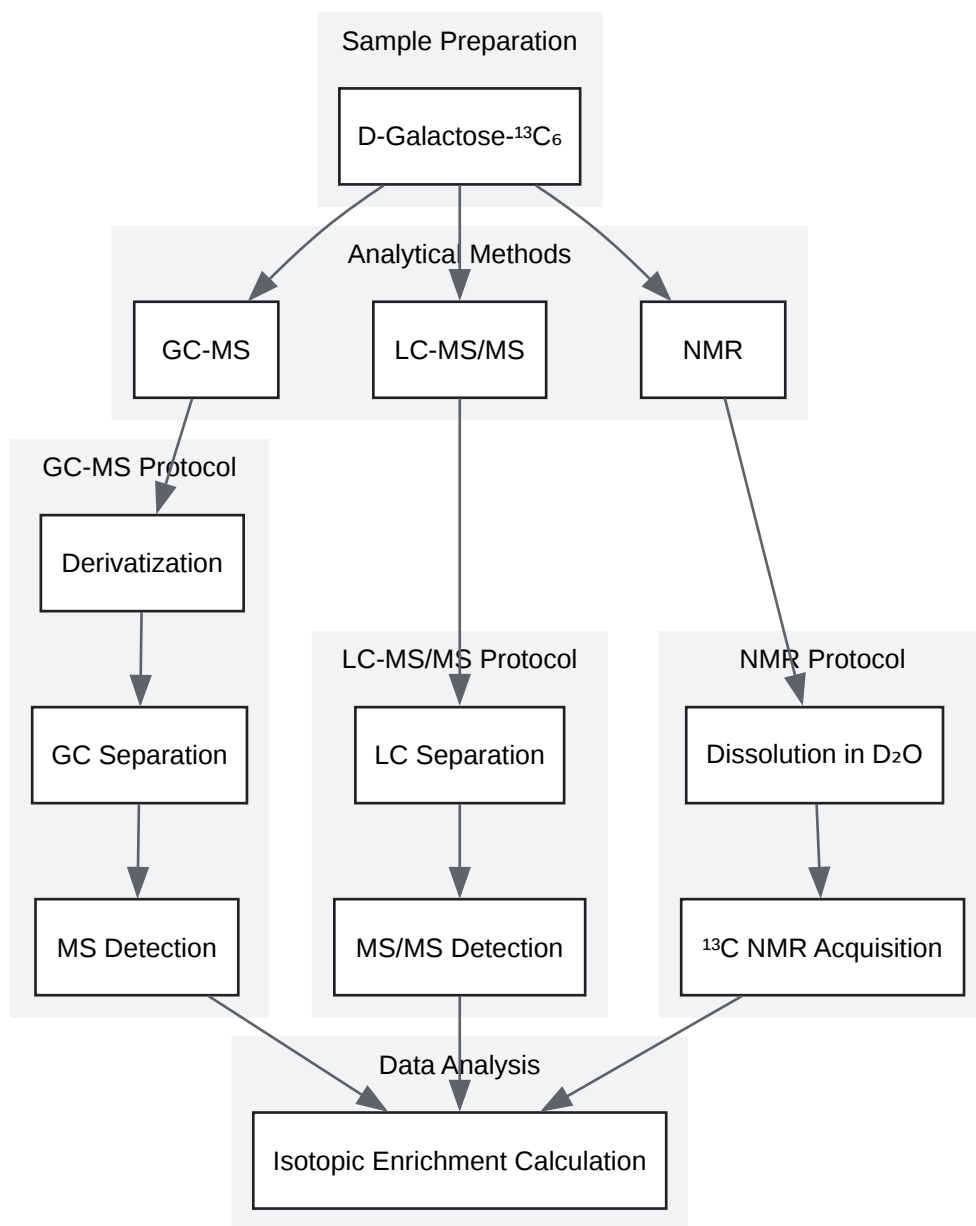 Sample Preparation
D-Galactose-¹³C₆
Analytical Methods
GC-MS
LC-MS/MS
NMR
GC-MS Protocol
Derivatization
GC Separation
MS Detection
LC-MS/MS Protocol
LC Separation
MS/MS Detection
NMR Protocol
Dissolution in D₂O
¹³C NMR Acquisition
Data Analysis
Isotopic Enrichment Calculation